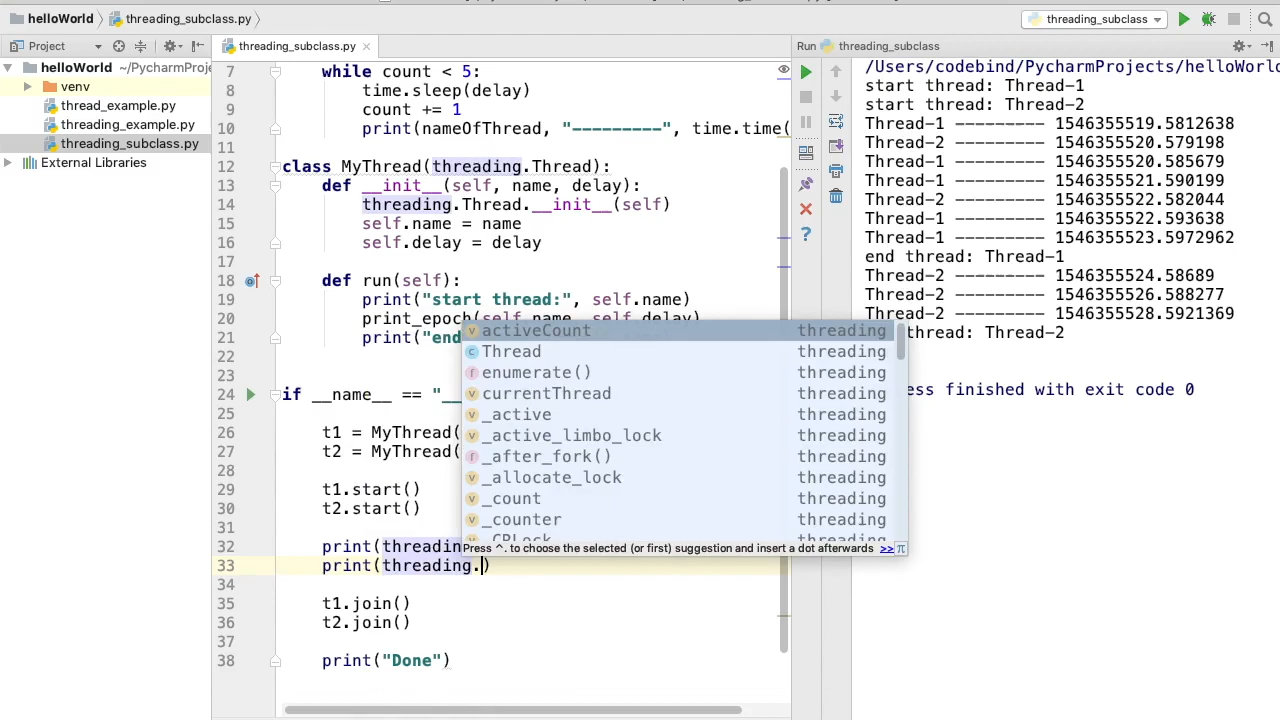 helloWorld threading_subclass.py threading_subclass
Project threading_subclass.py Run threading_subclass
helloWorld ~/PycharmProje
venv
thread_example.py
threading_example.py
threading_subclass.py
External Libraries
7 while count < 5:
8 time.sleep(delay)
9 count += 1
10 print(nameOfThread, "---------", time.time(
11
12 class MyThread(threading.Thread):
13 def __init__(self, name, delay):
14 threading.Thread.__init__(self)
15 self.name = name
16 self.delay = delay
17
18 def run(self):
19 print("start thread:", self.name)
20 print_epoch(self.name, self.delay)
21 print("end
22
23
24 if __name__ == "__
25
26 t1 = MyThread(
27 t2 = MyThread(
28
29 t1.start()
30 t2.start()
31
32 print(threadin
33 print(threading.)
34
35 t1.join()
36 t2.join()
37
38 print("Done")
activeCount threading
Thread threading
enumerate() threading
currentThread threading
_active threading
_active_limbo_lock threading
_after_fork() threading
_allocate_lock threading
_count threading
_counter threading
_CRLock threading
Press ^. to choose the selected (or first) suggestion and insert a dot afterwards >> π
/Users/codebind/PycharmProjects/helloWorld
start thread: Thread-1
start thread: Thread-2
Thread-1 --------- 1546355519.5812638
Thread-2 --------- 1546355520.579198
Thread-1 --------- 1546355520.585679
Thread-1 --------- 1546355521.590199
Thread-2 --------- 1546355522.582044
Thread-1 --------- 1546355522.593638
Thread-1 --------- 1546355523.5972962
end thread: Thread-1
Thread-2 --------- 1546355524.58689
Thread-2 --------- 1546355526.588277
Thread-2 --------- 1546355528.5921369
thread: Thread-2
ess finished with exit code 0